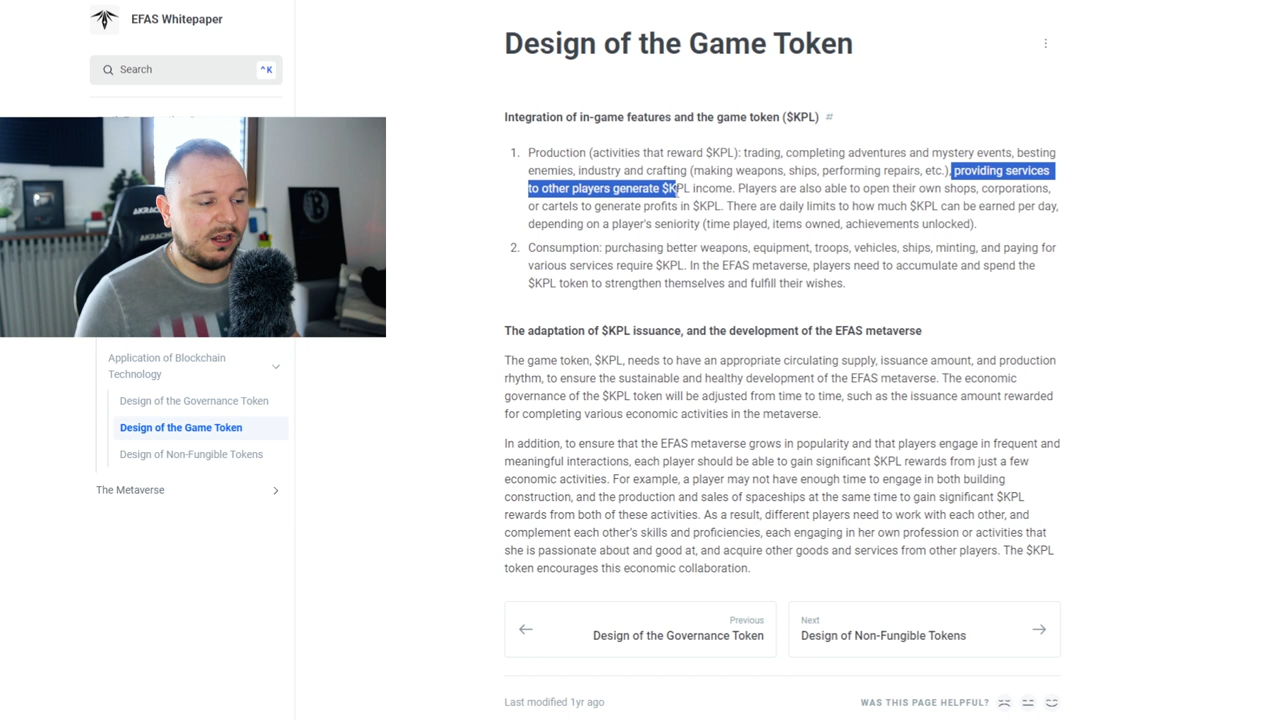 EFAS Whitepaper
Search
^K
AKRACING
AKRACING
Application of Blockchain
Technology
Design of the Governance Token
Design of the Game Token
Design of Non-Fungible Tokens
The Metaverse
Design of the Game Token
Integration of in-game features and the game token ($KPL) #
1. Production (activities that reward $KPL): trading, completing adventures and mystery events, besting
enemies, industry and crafting (making weapons, ships, performing repairs, etc.), providing services
to other players generate $KPL income. Players are also able to open their own shops, corporations,
or cartels to generate profits in $KPL. There are daily limits to how much $KPL can be earned per day,
depending on a player's seniority (time played, items owned, achievements unlocked).
2. Consumption: purchasing better weapons, equipment, troops, vehicles, ships, minting, and paying for
various services require $KPL. In the EFAS metaverse, players need to accumulate and spend the
$KPL token to strengthen themselves and fulfill their wishes.
The adaptation of $KPL issuance, and the development of the EFAS metaverse
The game token, $KPL, needs to have an appropriate circulating supply, issuance amount, and production
rhythm, to ensure the sustainable and healthy development of the EFAS metaverse. The economic
governance of the $KPL token will be adjusted from time to time, such as the issuance amount rewarded
for completing various economic activities in the metaverse.
In addition, to ensure that the EFAS metaverse grows in popularity and that players engage in frequent and
meaningful interactions, each player should be able to gain significant $KPL rewards from just a few
economic activities. For example, a player may not have enough time to engage in both building
construction, and the production and sales of spaceships at the same time to gain significant $KPL
rewards from both of these activities. As a result, different players need to work with each other, and
complement each other's skills and proficiencies, each engaging in her own profession or activities that
she is passionate about and good at, and acquire other goods and services from other players. The $KPL
token encourages this economic collaboration.
Previous
Design of the Governance Token
Next
Design of Non-Fungible Tokens
Last modified 1yr ago
WAS THIS PAGE HELPFUL?